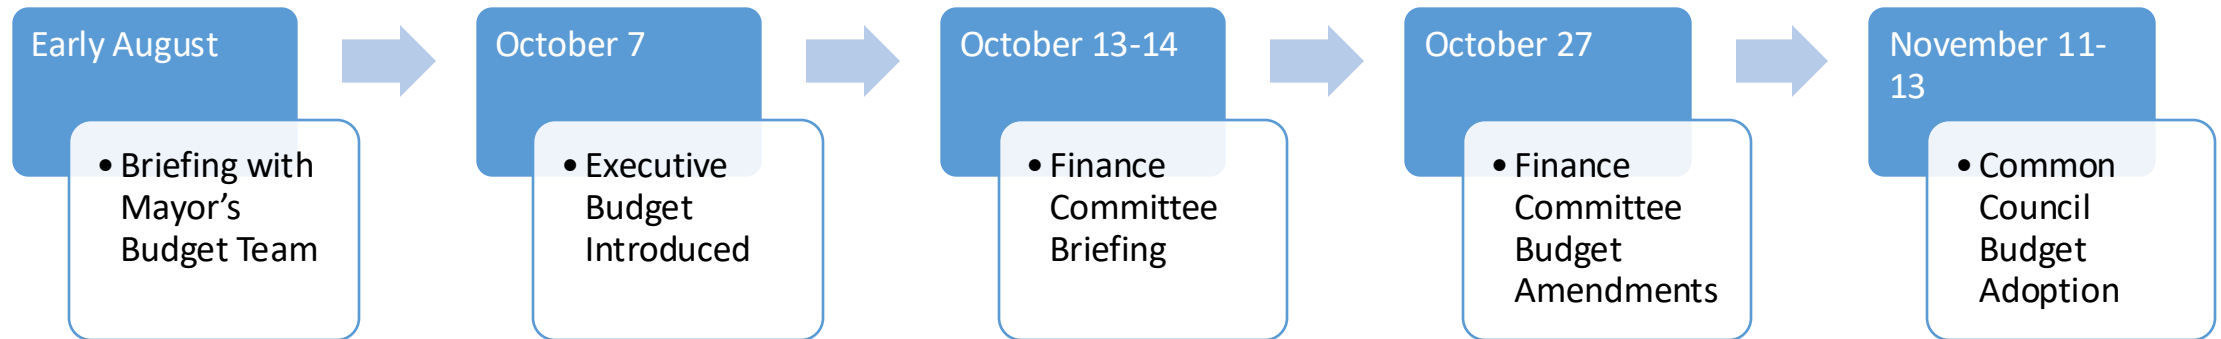 Early August
• Briefing with
Mayor’s
Budget Team
October 7
• Executive
Budget
Introduced
October 13-14
• Finance
Committee
Briefing
October 27
• Finance
Committee
Budget
Amendments
November 11-
13
• Common
Council
Budget
Adoption